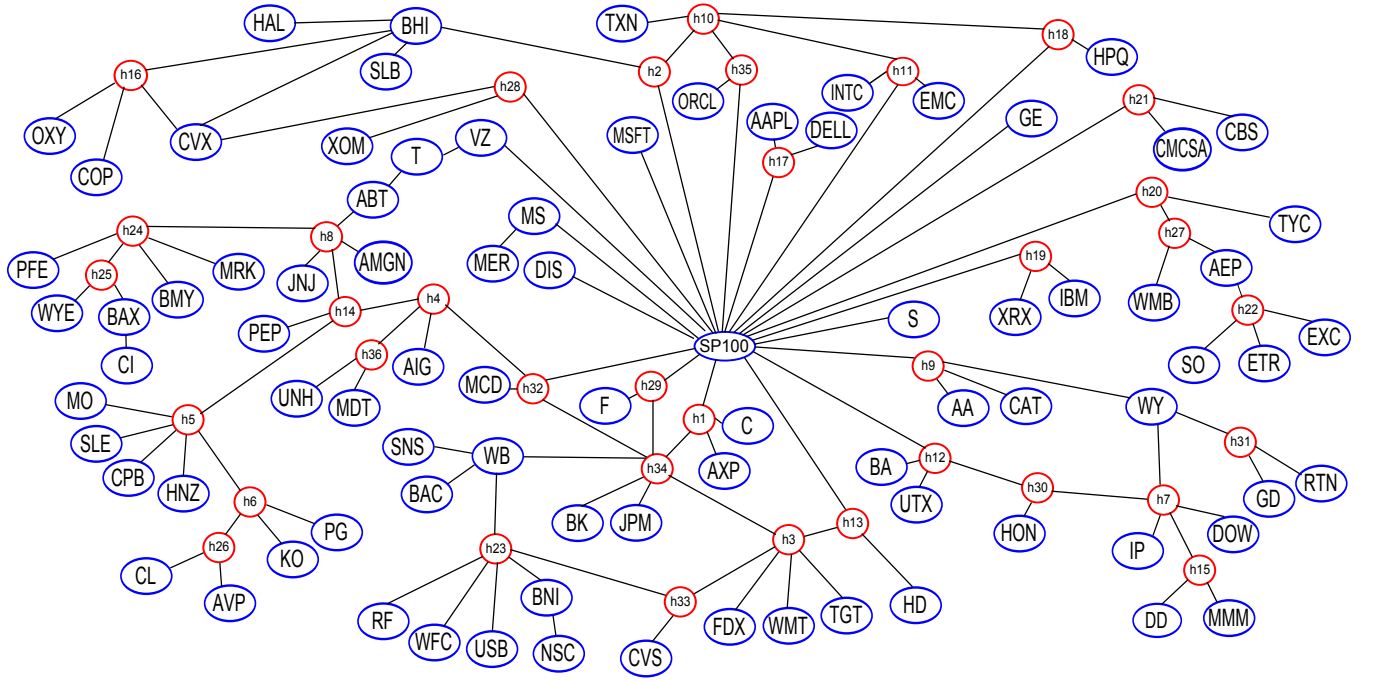 HAL
BHI
TXN
h10
h18
HPQ
SLB
h16
h2
h35
h11
h28
ORCL
INTC
EMC
h21
CBS
OXY
CVX
XOM
VZ
MSFT
AAPL
DELL
GE
CMCSA
COP
T
h17
ABT
h20
TYC
h24
h8
MS
h27
PFE
MRK
JNJ
AMGN
MER
DIS
h19
AEP
h25
BMY
WYE
BAX
h14
h4
XRX
IBM
WMB
h22
PEP
S
EXC
CI
h36
AIG
SP100
SO
ETR
UNH
MDT
MCD
h32
h29
h9
MO
F
AA
CAT
WY
h5
h1
C
SLE
SNS
WB
h31
CPB
HNZ
BAC
h34
AXP
BA
h12
RTN
h6
BK
JPM
UTX
h30
h7
GD
PG
h13
HON
DOW
h26
KO
h23
h3
IP
CL
h15
AVP
RF
BNI
h33
HD
WFC
USB
NSC
CVS
FDX
WMT
TGT
DD
MMM